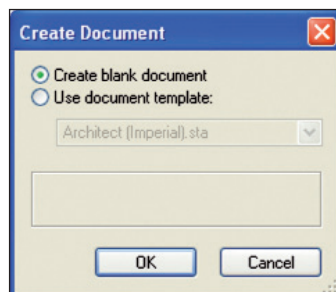 Create Document
Create blank document
Use document template:
Architect (Imperial).sta
OK
Cancel